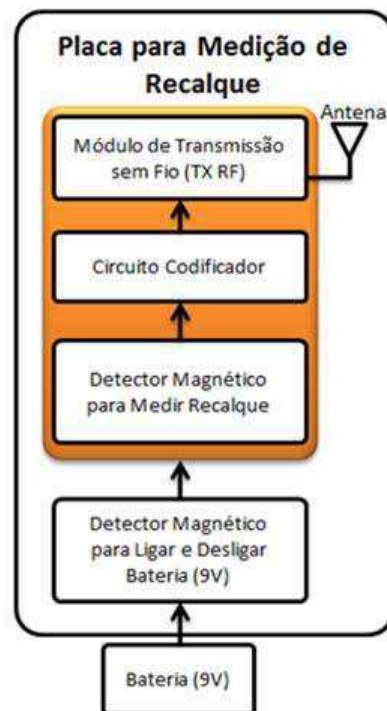 Placa para Medição de
Recalque
Antena
Módulo de Transmissão
sem Fio (TX RF)
Circuito Codificador
Detector Magnético
para Medir Recalque
Detector Magnético
para Ligar e Desligar
Bateria (9V)
Bateria (9V)